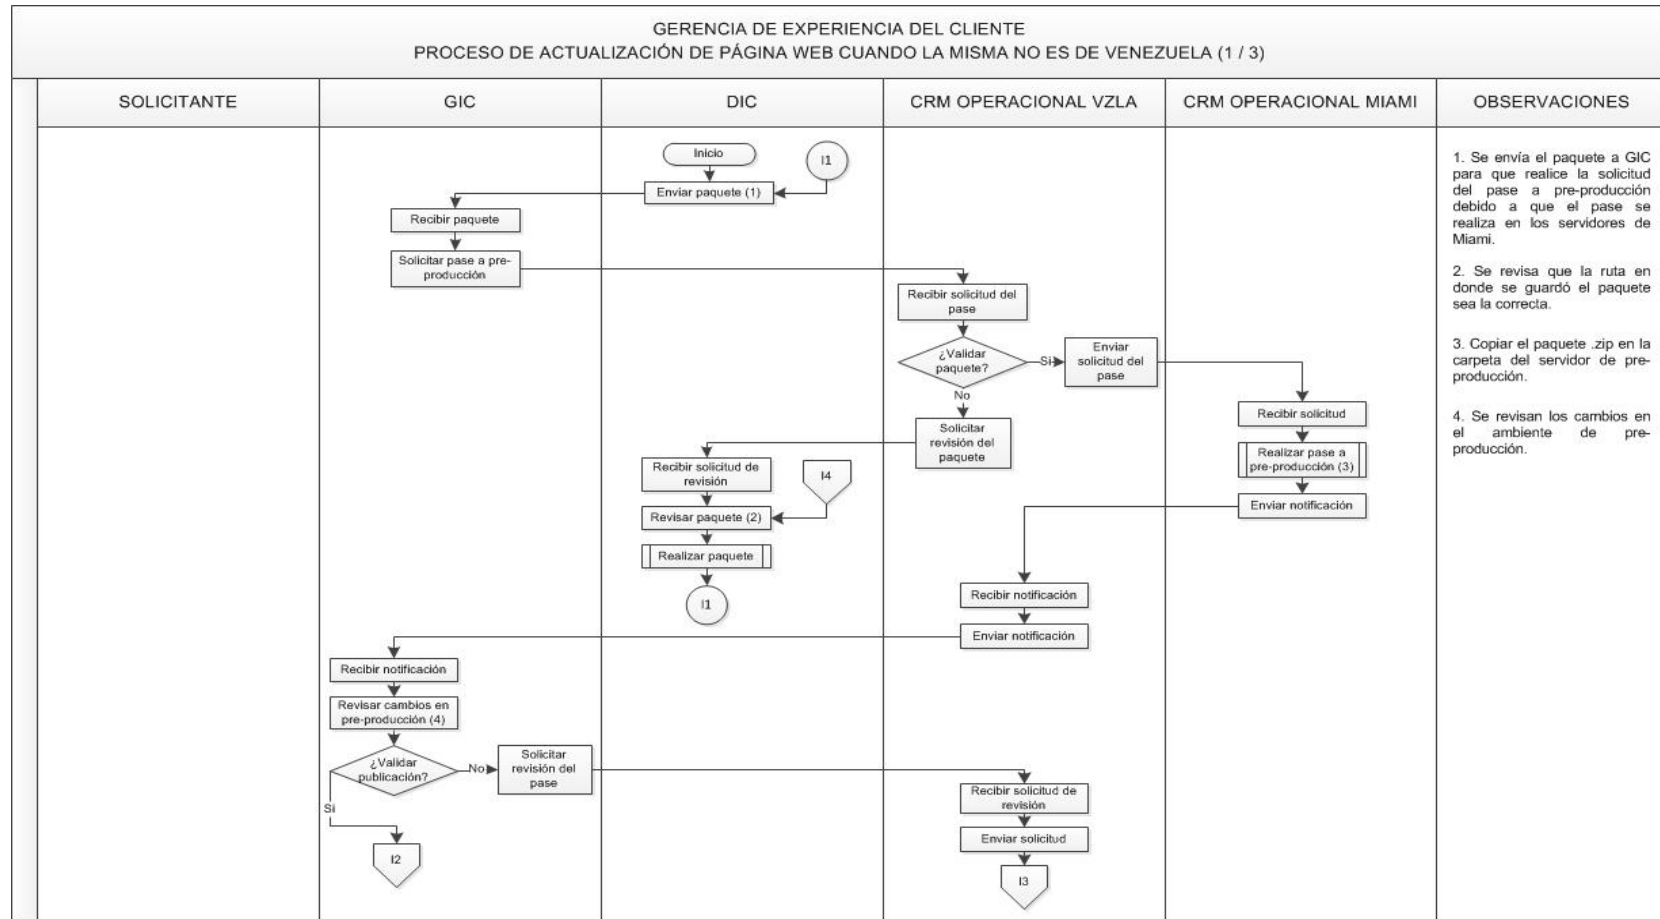 GERENCIA DE EXPERIENCIA DEL CLIENTE
PROCESO DE ACTUALIZACIÓN DE PÁGINA WEB CUANDO LA MISMA NO ES DE VENEZUELA (1 / 3)
SOLICITANTE
GIC
DIC
CRM OPERACIONAL VZLA
CRM OPERACIONAL MIAMI
OBSERVACIONES
Inicio
I1
Enviar paquete (1)
Recibir paquete
Solicitar pase a pre-
producción
Recibir solicitud del
pase
¿Validar
paquete?
Si
Enviar
solicitud del
pase
No
Solicitar
revisión del
paquete
Recibir solicitud
Realizar pase a
pre-producción (3)
Enviar notificación
Recibir solicitud de
revisión
I4
Revisar paquete (2)
Realizar paquete
I1
Recibir notificación
Enviar notificación
Recibir notificación
Revisar cambios en
pre-producción (4)
¿Validar
publicación?
No
Solicitar
revisión del
pase
Si
I2
Recibir solicitud de
revisión
Enviar solicitud
I3
1. Se envía el paquete a GIC
para que realice la solicitud
del pase a pre-producción
debido a que el pase se
realiza en los servidores de
Miami.
2. Se revisa que la ruta en
donde se guardó el paquete
sea la correcta.
3. Copiar el paquete .zip en la
carpeta del servidor de pre-
producción.
4. Se revisan los cambios en
el ambiente de pre-
producción.